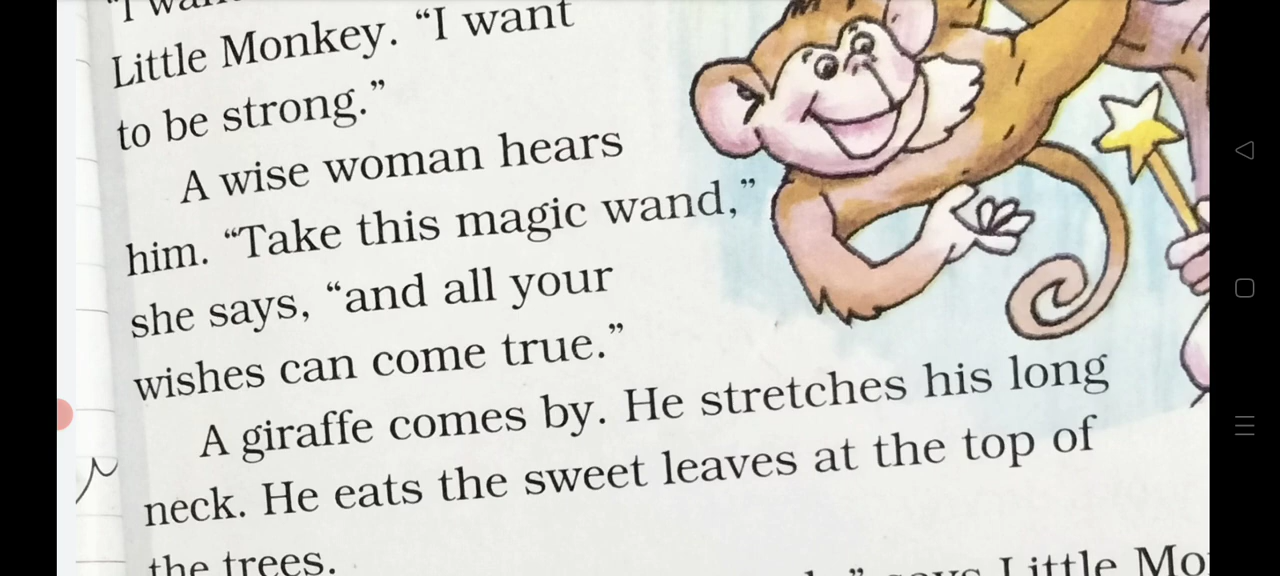 "I wan
Little Monkey. "I want
to be strong."
A wise woman hears
him. "Take this magic wand,"
she says, "and all your
wishes can come true."
A giraffe comes by. He stretches his long
neck. He eats the sweet leaves at the top of
the trees.
" says Little Mo